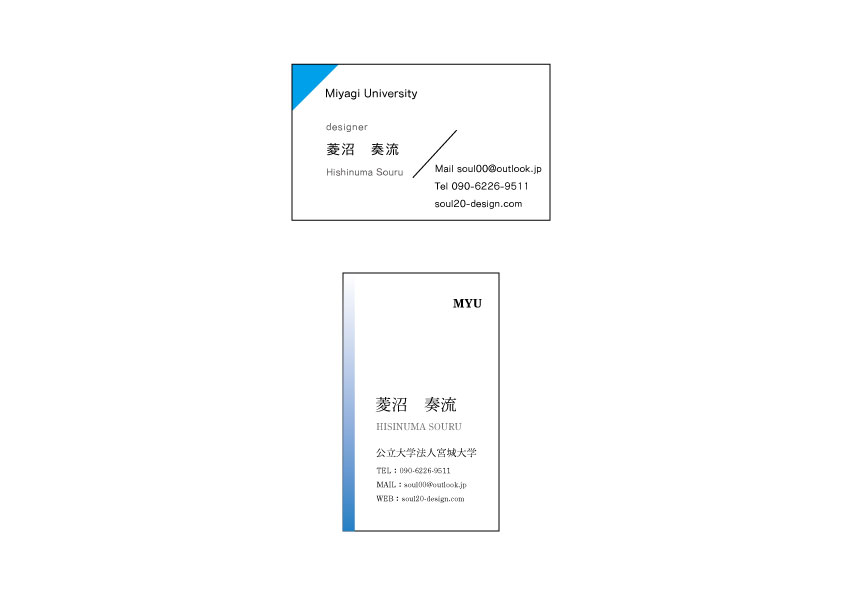 Miyagi University
designer
菱沼　奏流
Hishinuma Souru
Mail soul00@outlook.jp
Tel 090-6226-9511
soul20-design.com
MYU
菱沼　奏流
HISINUMA SOURU
公立大学法人宮城大学
TEL：090-6226-9511
MAIL：soul00@outlook.jp
WEB：soul20-design.com